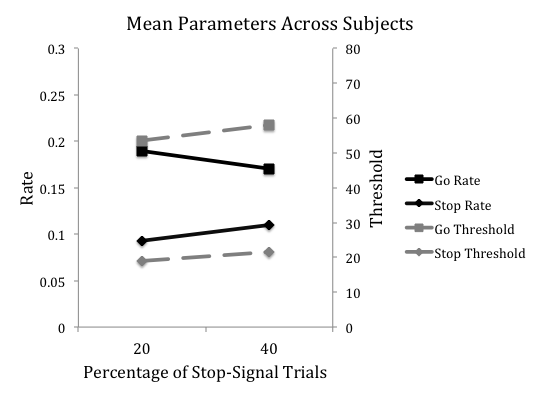 Mean Parameters Across Subjects
0.3
0.25
0.2
0.15
0.1
0.05
0
Rate
80
70
60
50
40
30
20
10
0
Threshold
20
40
Percentage of Stop-Signal Trials
Go Rate
Stop Rate
Go Threshold
Stop Threshold